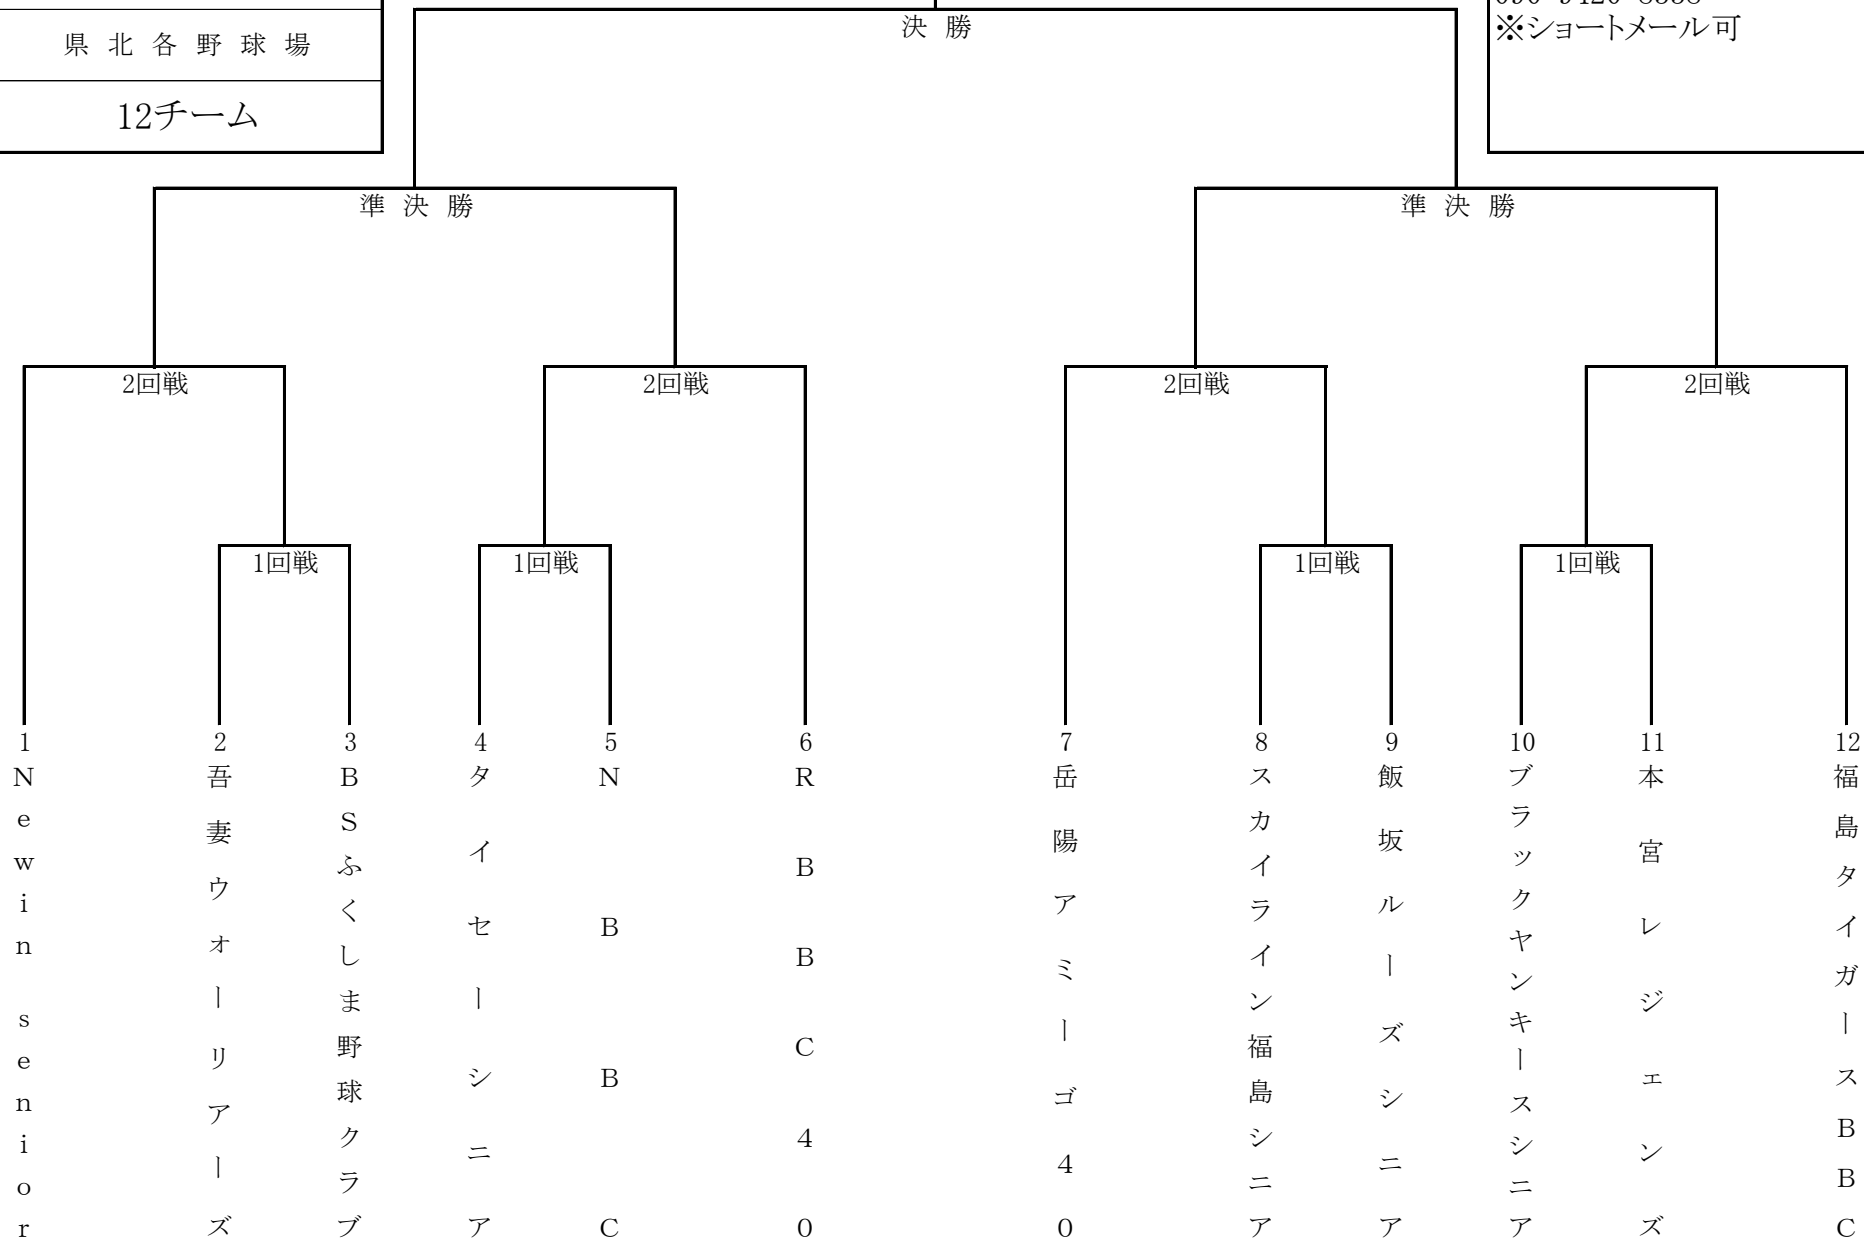 決 勝
※ショートメール可
県 北 各 野 球 場
12チーム
準 決 勝
準 決 勝
2回戦
2回戦
2回戦
2回戦
1回戦
1回戦
1回戦
1回戦
1
Ｎｅｗｉｎ ｓｅｎｉｏｒ
2
吾妻ウォーリアーズ
3
ＢＳふくしま野球クラブ
4
タイセーシニア
5
ＮＢＢＣ
6
ＲＢＢＣ４０
7
岳陽アミーゴ４０
8
スカイライン福島シニア
9
飯坂ルーズシニア
10
ブラックヤンキースシニア
11
本宮レジェンズ
12
福島タイガースＢＢＣ